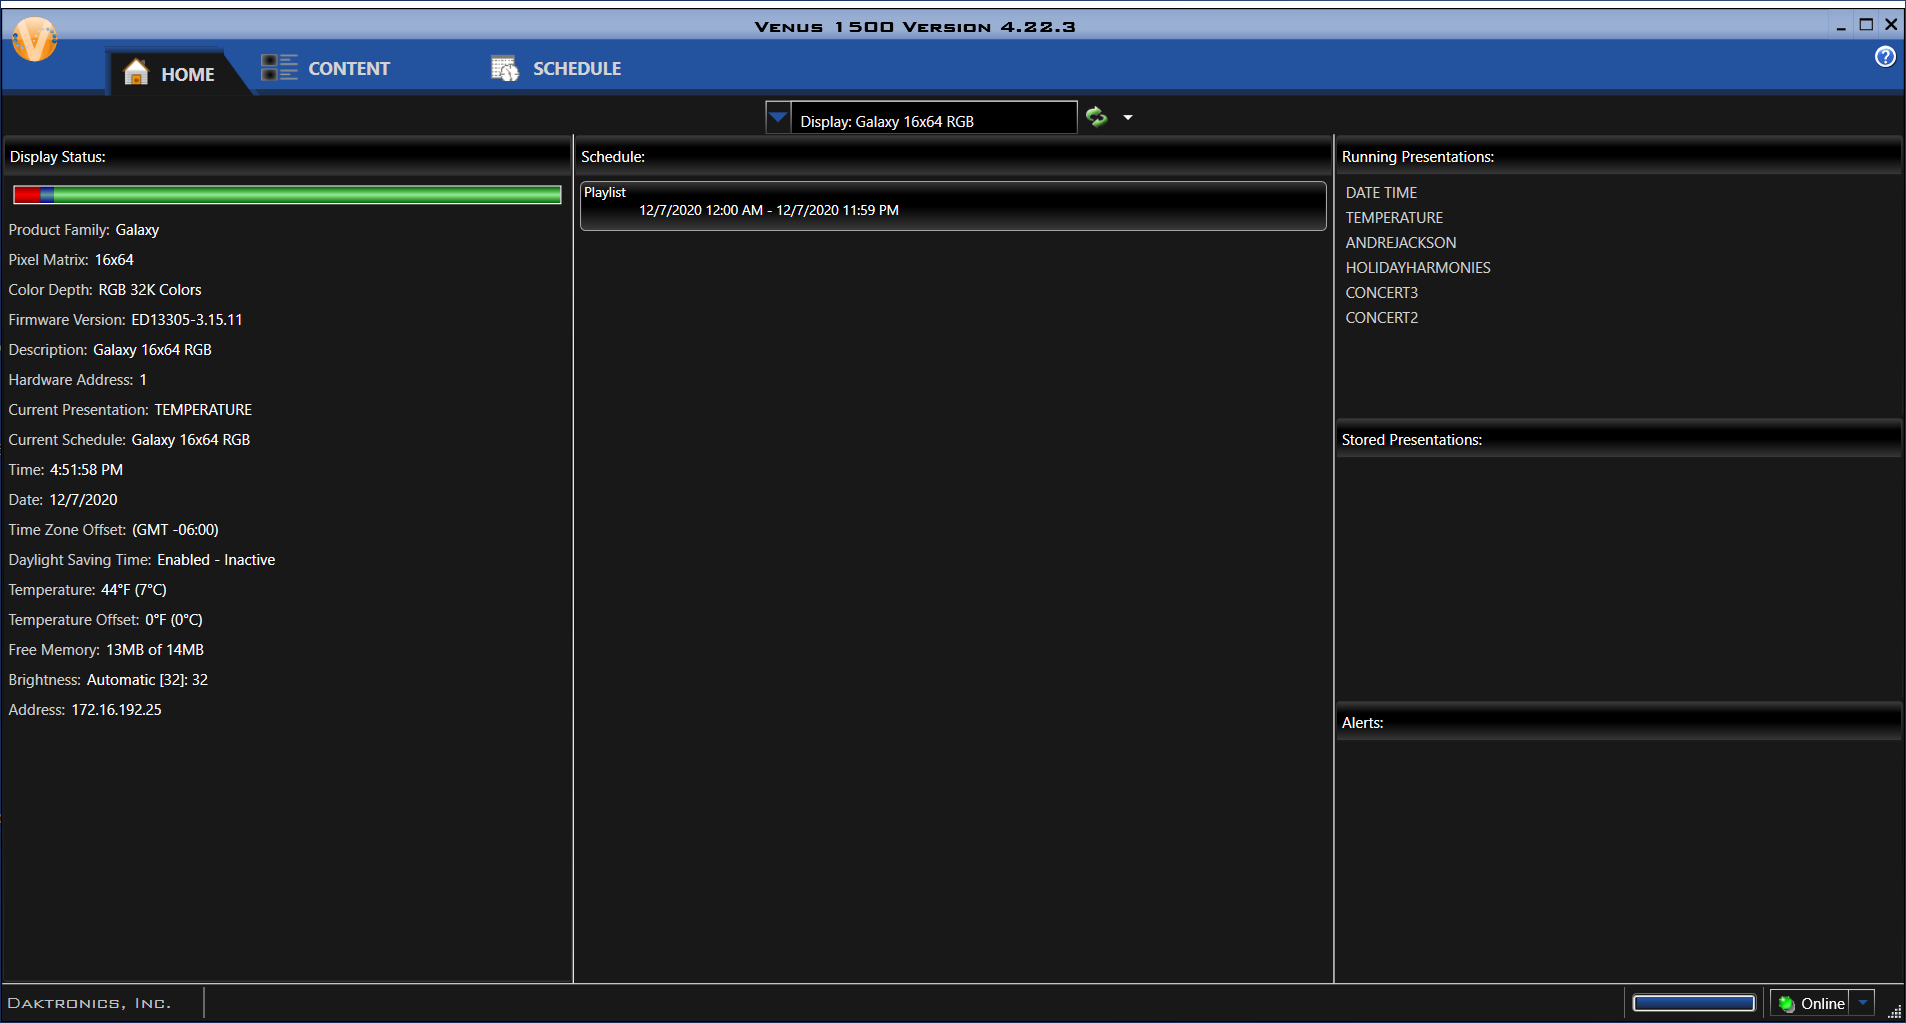 Venus 1500 Version 4.22.3
HOME
CONTENT
SCHEDULE
Display: Galaxy 16x64 RGB
Display Status:
Product Family: Galaxy
Pixel Matrix: 16x64
Color Depth: RGB 32K Colors
Firmware Version: ED13305-3.15.11
Description: Galaxy 16x64 RGB
Hardware Address: 1
Current Presentation: TEMPERATURE
Current Schedule: Galaxy 16x64 RGB
Time: 4:51:58 PM
Date: 12/7/2020
Time Zone Offset: (GMT -06:00)
Daylight Saving Time: Enabled - Inactive
Temperature: 44°F (7°C)
Temperature Offset: 0°F (0°C)
Free Memory: 13MB of 14MB
Brightness: Automatic [32]: 32
Address: 172.16.192.25
Schedule:
Playlist
12/7/2020 12:00 AM - 12/7/2020 11:59 PM
Running Presentations:
DATE TIME
TEMPERATURE
ANDREJACKSON
HOLIDAYHARMONIES
CONCERT3
CONCERT2
Stored Presentations:
Alerts:
Daktronics, Inc.
Online